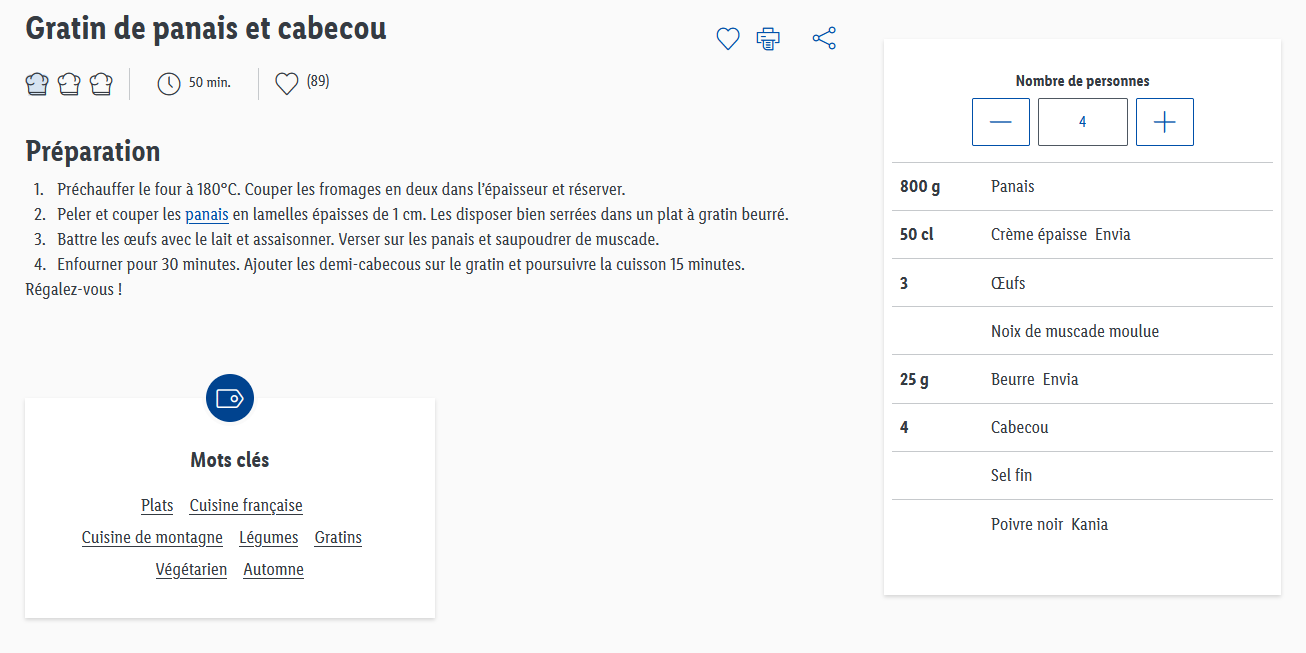 Gratin de panais et cabecou
50 min.
(89)
Préparation
1. Préchauffer le four à 180°C. Couper les fromages en deux dans l’épaisseur et réserver.
2. Peler et couper les panais en lamelles épaisses de 1 cm. Les disposer bien serrées dans un plat à gratin beurré.
3. Battre les œufs avec le lait et assaisonner. Verser sur les panais et saupoudrer de muscade.
4. Enfourner pour 30 minutes. Ajouter les demi-cabecous sur le gratin et poursuivre la cuisson 15 minutes.
Régalez-vous !
Mots clés
Plats Cuisine française
Cuisine de montagne Légumes Gratins
Végétarien Automne
Nombre de personnes
4
800 g Panais
50 cl Crème épaisse Envia
3 Œufs
Noix de muscade moulue
25 g Beurre Envia
4 Cabecou
Sel fin
Poivre noir Kania